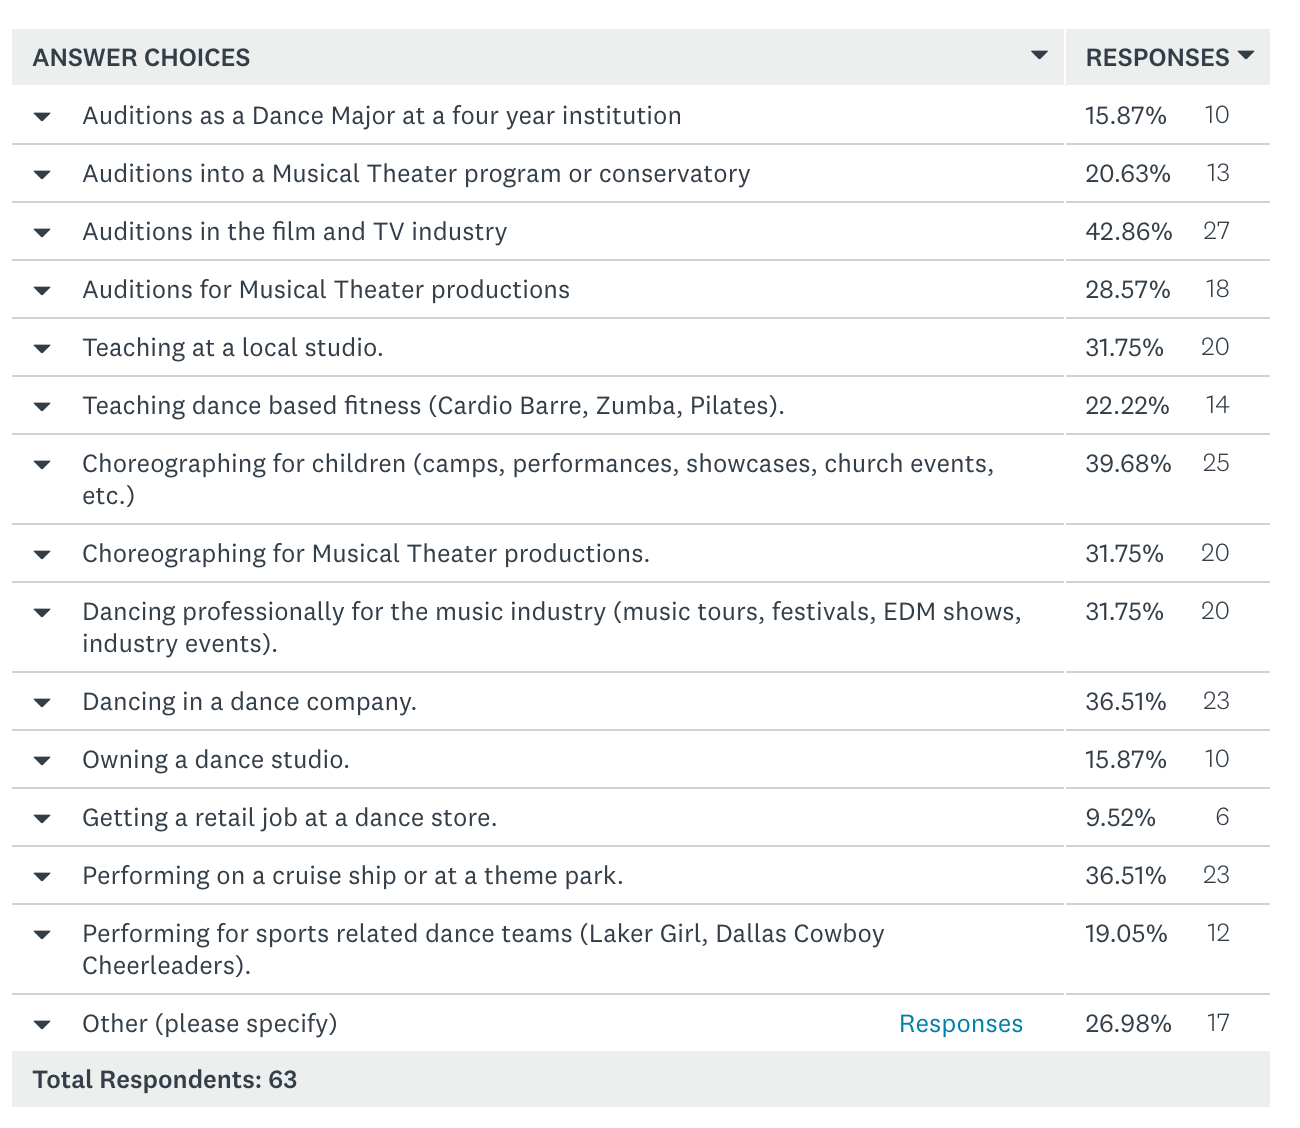 ANSWER CHOICES RESPONSES
Auditions as a Dance Major at a four year institution 15.87% 10
Auditions into a Musical Theater program or conservatory 20.63% 13
Auditions in the film and TV industry 42.86% 27
Auditions for Musical Theater productions 28.57% 18
Teaching at a local studio. 31.75% 20
Teaching dance based fitness (Cardio Barre, Zumba, Pilates). 22.22% 14
Choreographing for children (camps, performances, showcases, church events, 39.68% 25
etc.)
Choreographing for Musical Theater productions. 31.75% 20
Dancing professionally for the music industry (music tours, festivals, EDM shows, 31.75% 20
industry events).
Dancing in a dance company. 36.51% 23
Owning a dance studio. 15.87% 10
Getting a retail job at a dance store. 9.52% 6
Performing on a cruise ship or at a theme park. 36.51% 23
Performing for sports related dance teams (Laker Girl, Dallas Cowboy 19.05% 12
Cheerleaders).
Other (please specify) Responses 26.98% 17
Total Respondents: 63